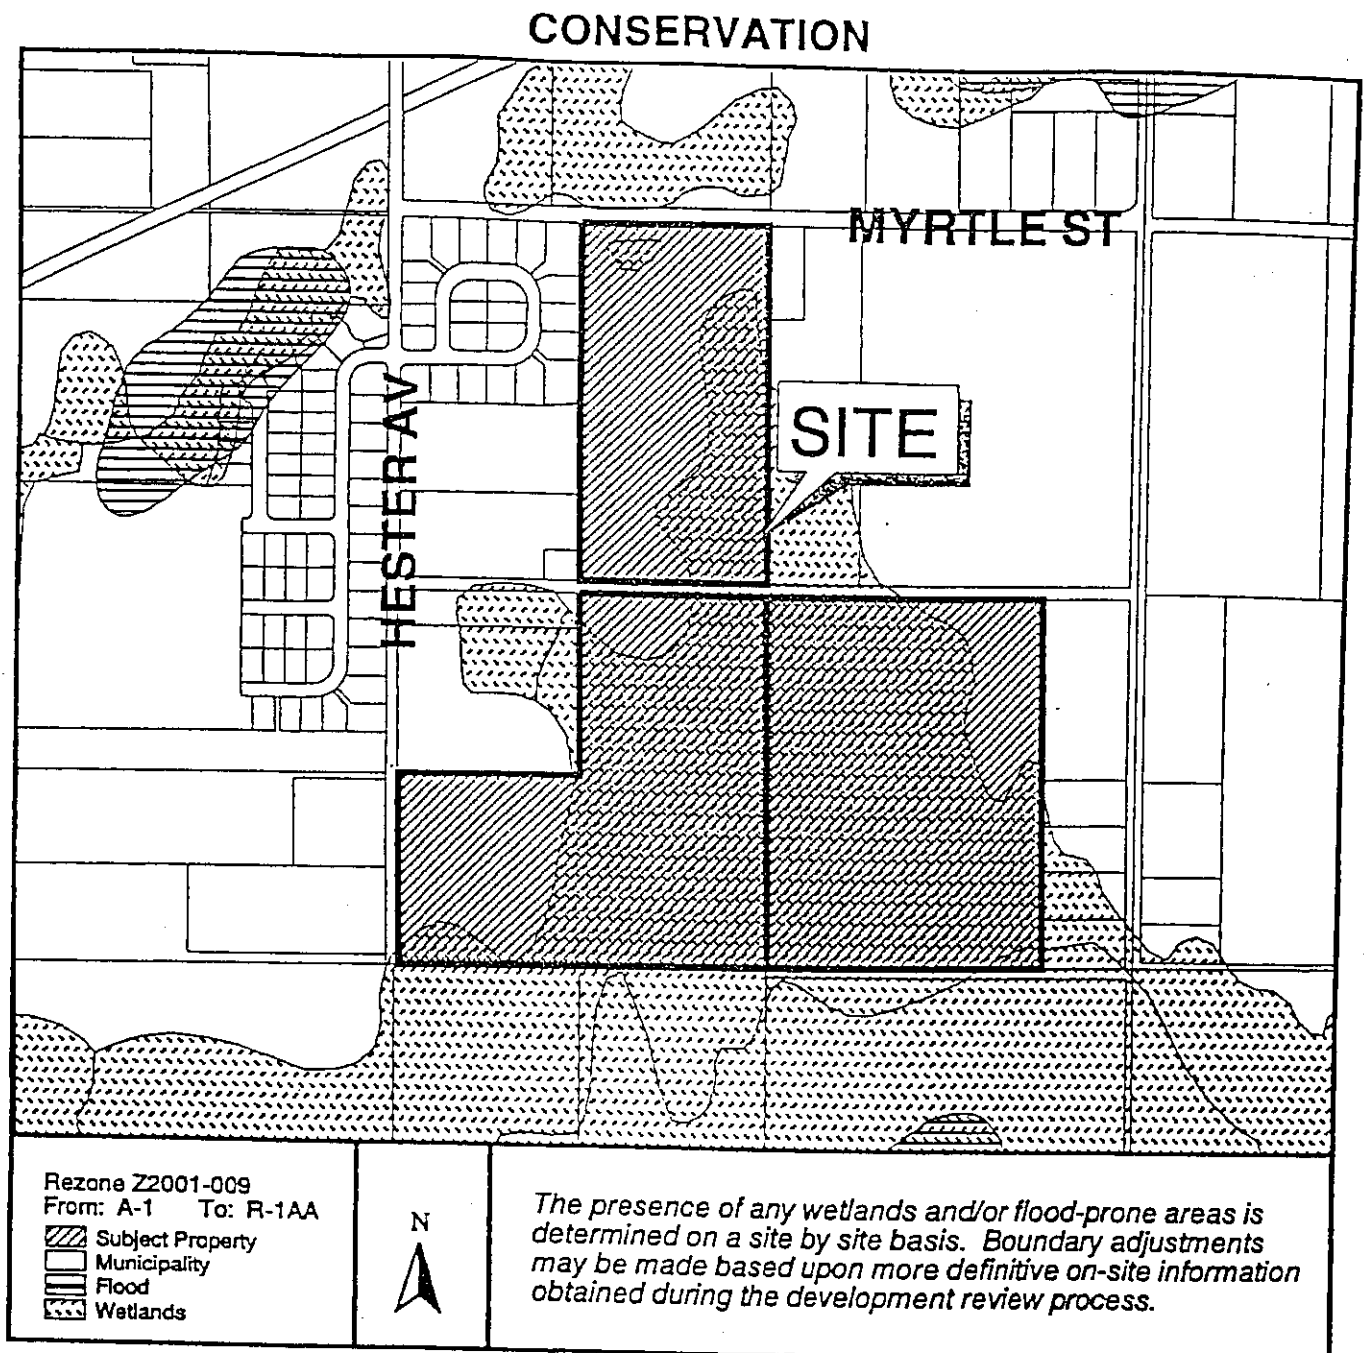 CONSERVATION
MYRTLE ST
SITE
HESTER AV
Rezone Z2001-009
From: A-1 To: R-1AA
Subject Property
Municipality
Flood
Wetlands
N
The presence of any wetlands and/or flood-prone areas is
determined on a site by site basis. Boundary adjustments
may be made based upon more definitive on-site information
obtained during the development review process.